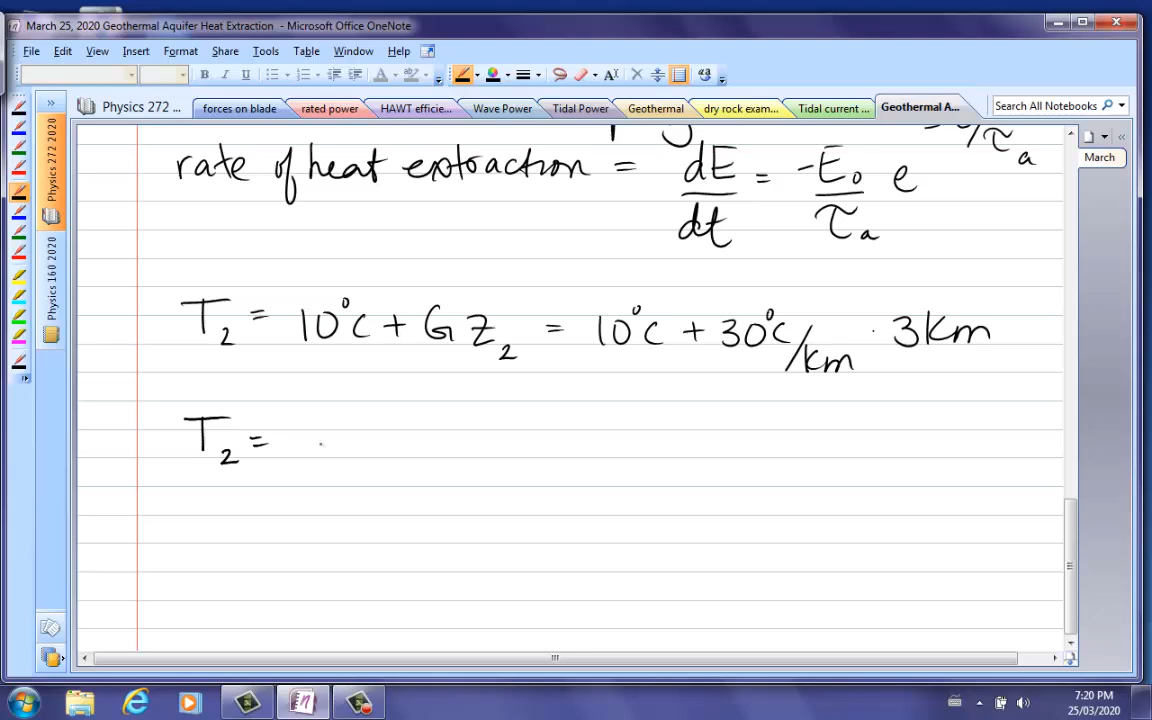 March 25, 2020 Geothermal Aquifer Heat Extraction - Microsoft Office OneNote
File Edit View Insert Format Share Tools Table Window Help
Physics 272 ... forces on blade rated power HAWT efficie... Wave Power Tidal Power Geothermal dry rock exam... Tidal current ... Geothermal A... Search All Notebooks
March
Physics 272 2020
Physics 160 2020
rate of heat extraction = dE/dt = -E₀/τₐ e /τₐ
T₂ = 10°C + G Z₂ = 10°C + 30°C/km · 3Km
T₂ =
7:20 PM
25/03/2020